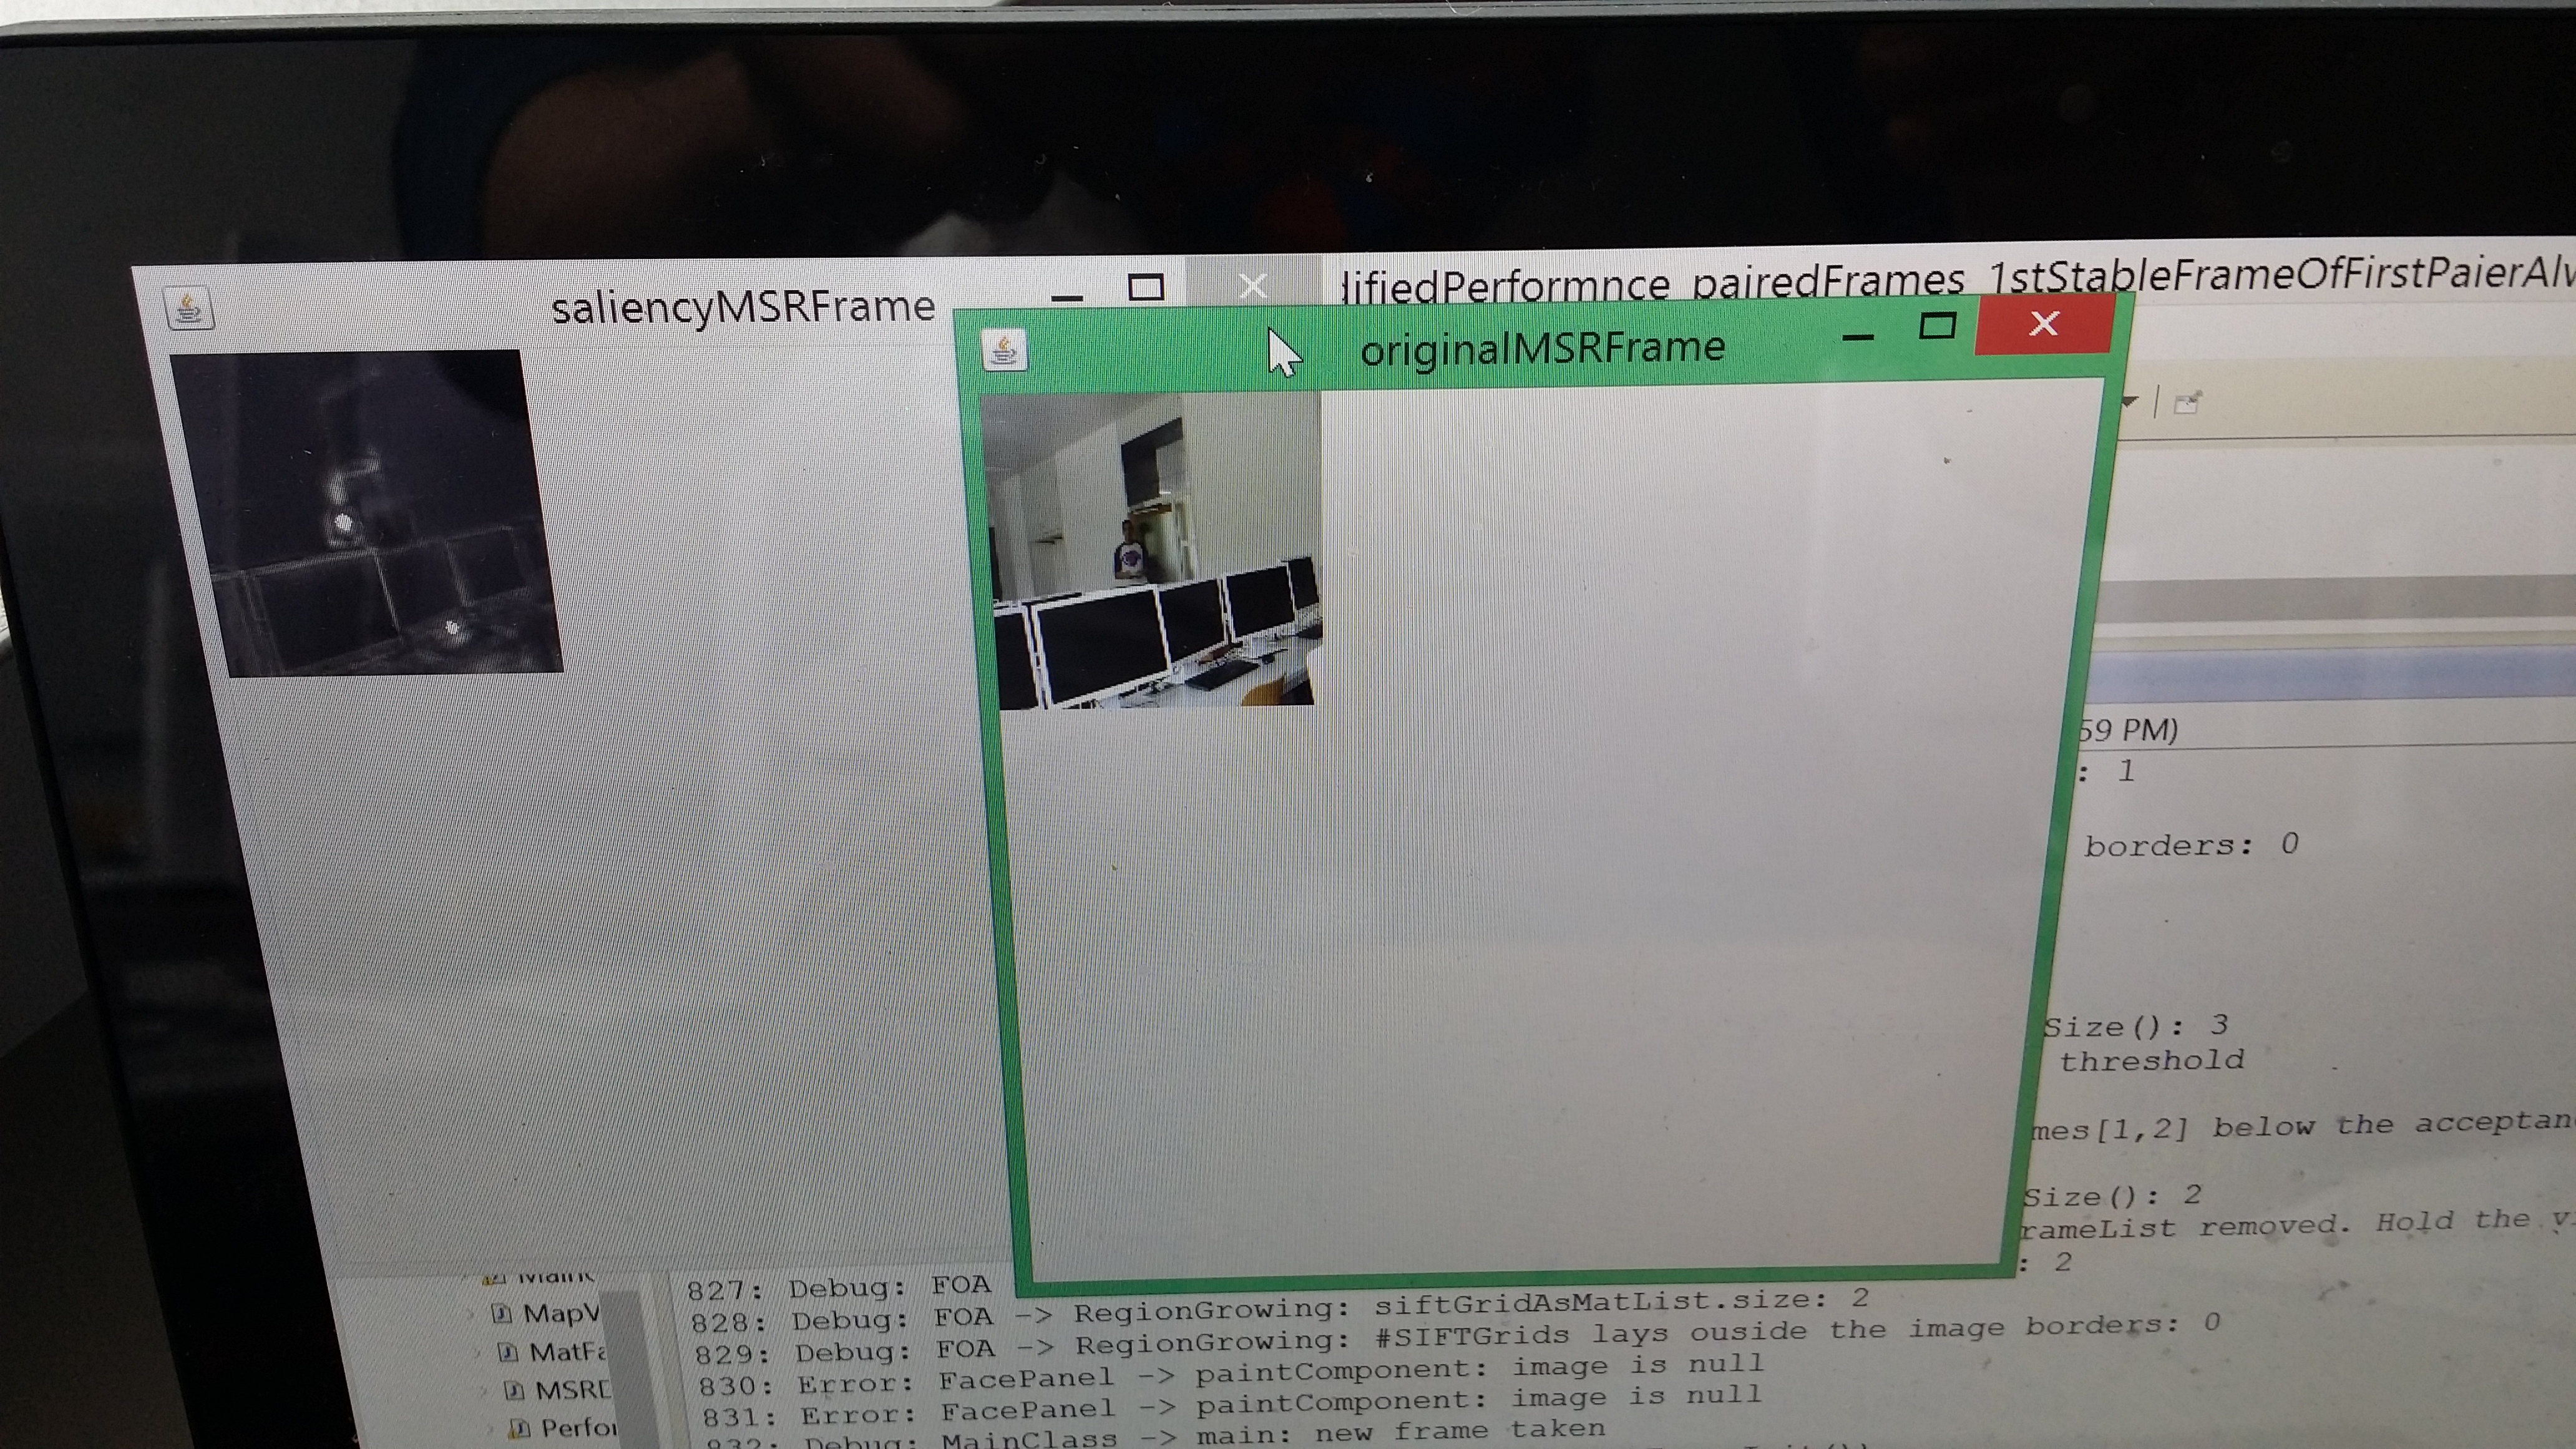 saliencyMSRFrame
lifiedPerformnce_pairedFrames_1stStableFrameOfFirstPaierAlw
originalMSRFrame
59 PM)
: 1
borders: 0
Size(): 3
threshold
mes[1,2] below the acceptan
Size(): 2
rameList removed. Hold the v
: 2
827: Debug: FOA
828: Debug: FOA -> RegionGrowing: siftGridAsMatList.size: 2
829: Debug: FOA -> RegionGrowing: #SIFTGrids lays ouside the image borders: 0
830: Error: FacePanel -> paintComponent: image is null
831: Error: FacePanel -> paintComponent: image is null
832: Debug: MainClass -> main: new frame taken
MapV
MatFa
MSRD
Perfor